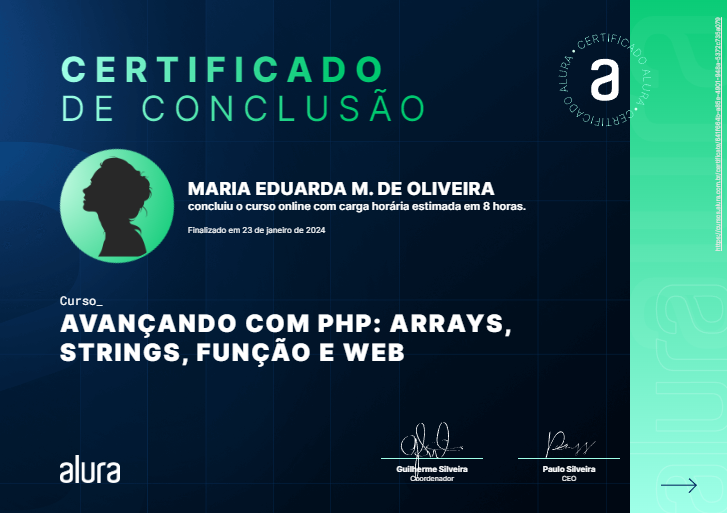 CERTIFICADO
DE CONCLUSÃO
ALURA • CERTIFICADO ALURA • CERTIFICADO
a
MARIA EDUARDA M. DE OLIVEIRA
concluiu o curso online com carga horária estimada em 8 horas.
Finalizado em 23 de janeiro de 2024
Curso_
AVANÇANDO COM PHP: ARRAYS,
STRINGS, FUNÇÃO E WEB
alura
Guilherme Silveira
Coordenador
Paulo Silveira
CEO
alura